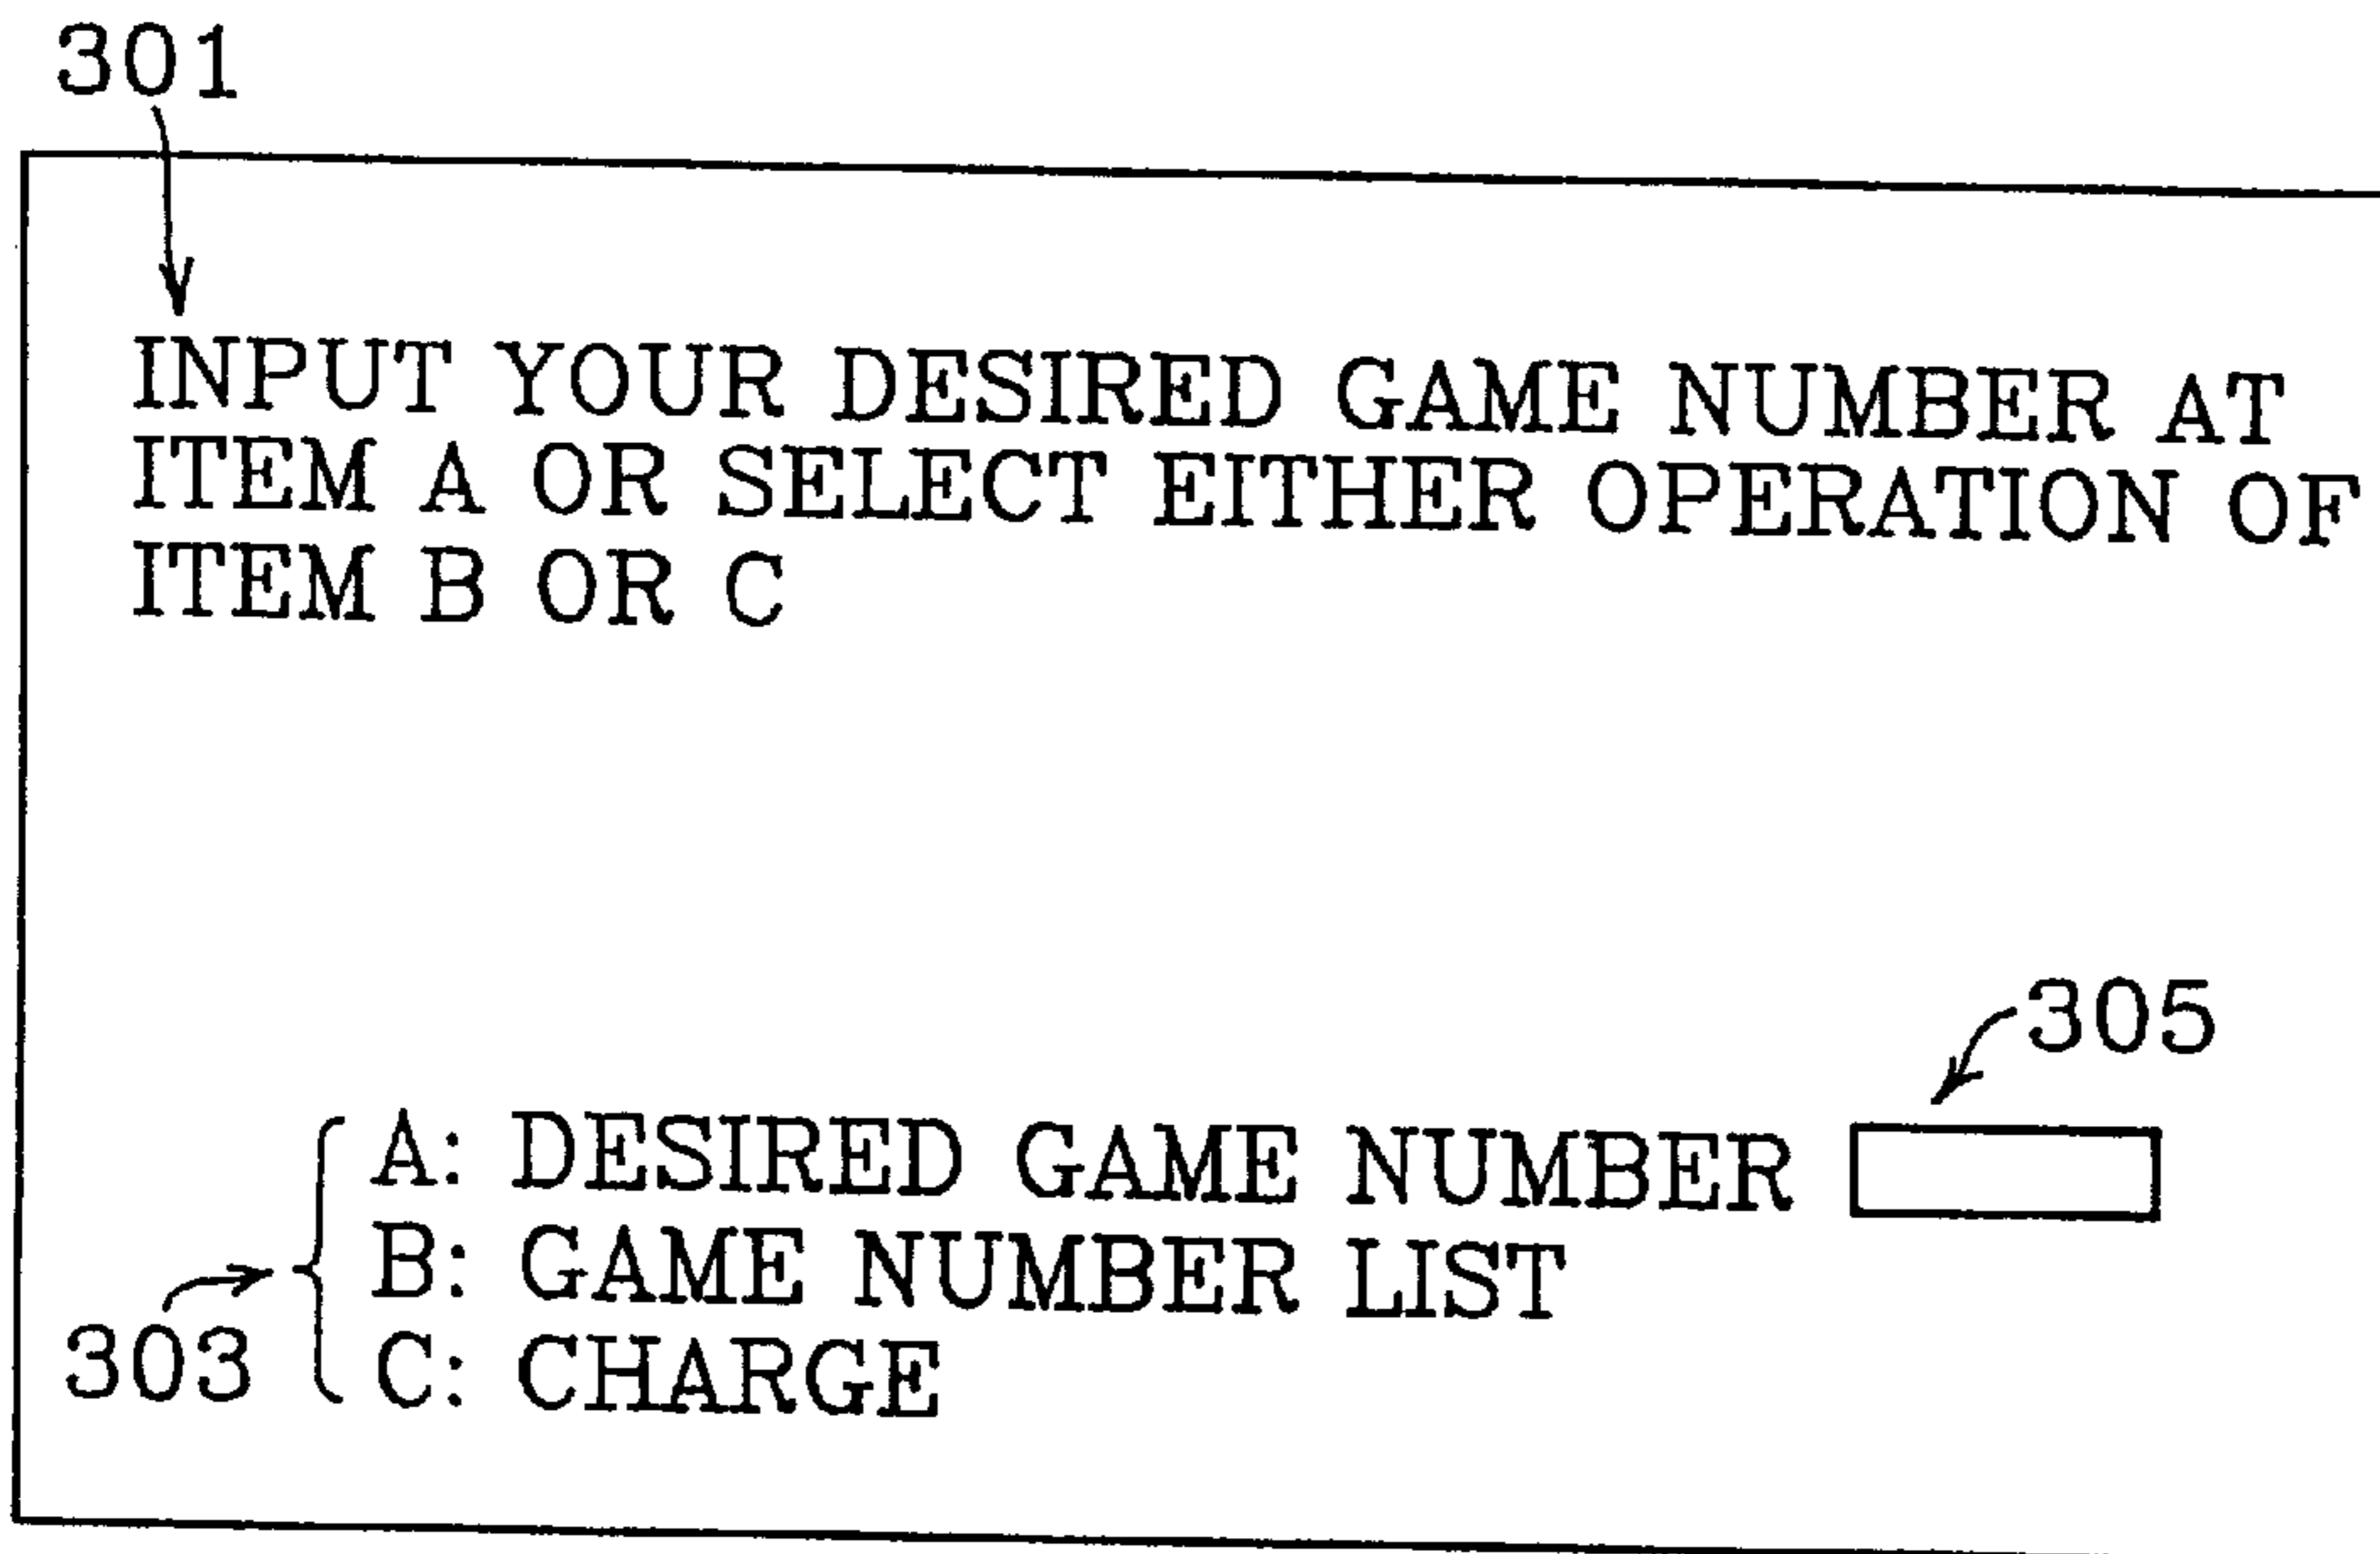 301
INPUT YOUR DESIRED GAME NUMBER AT
ITEM A OR SELECT EITHER OPERATION OF
ITEM B OR C
305
A: DESIRED GAME NUMBER
B: GAME NUMBER LIST
303
C: CHARGE